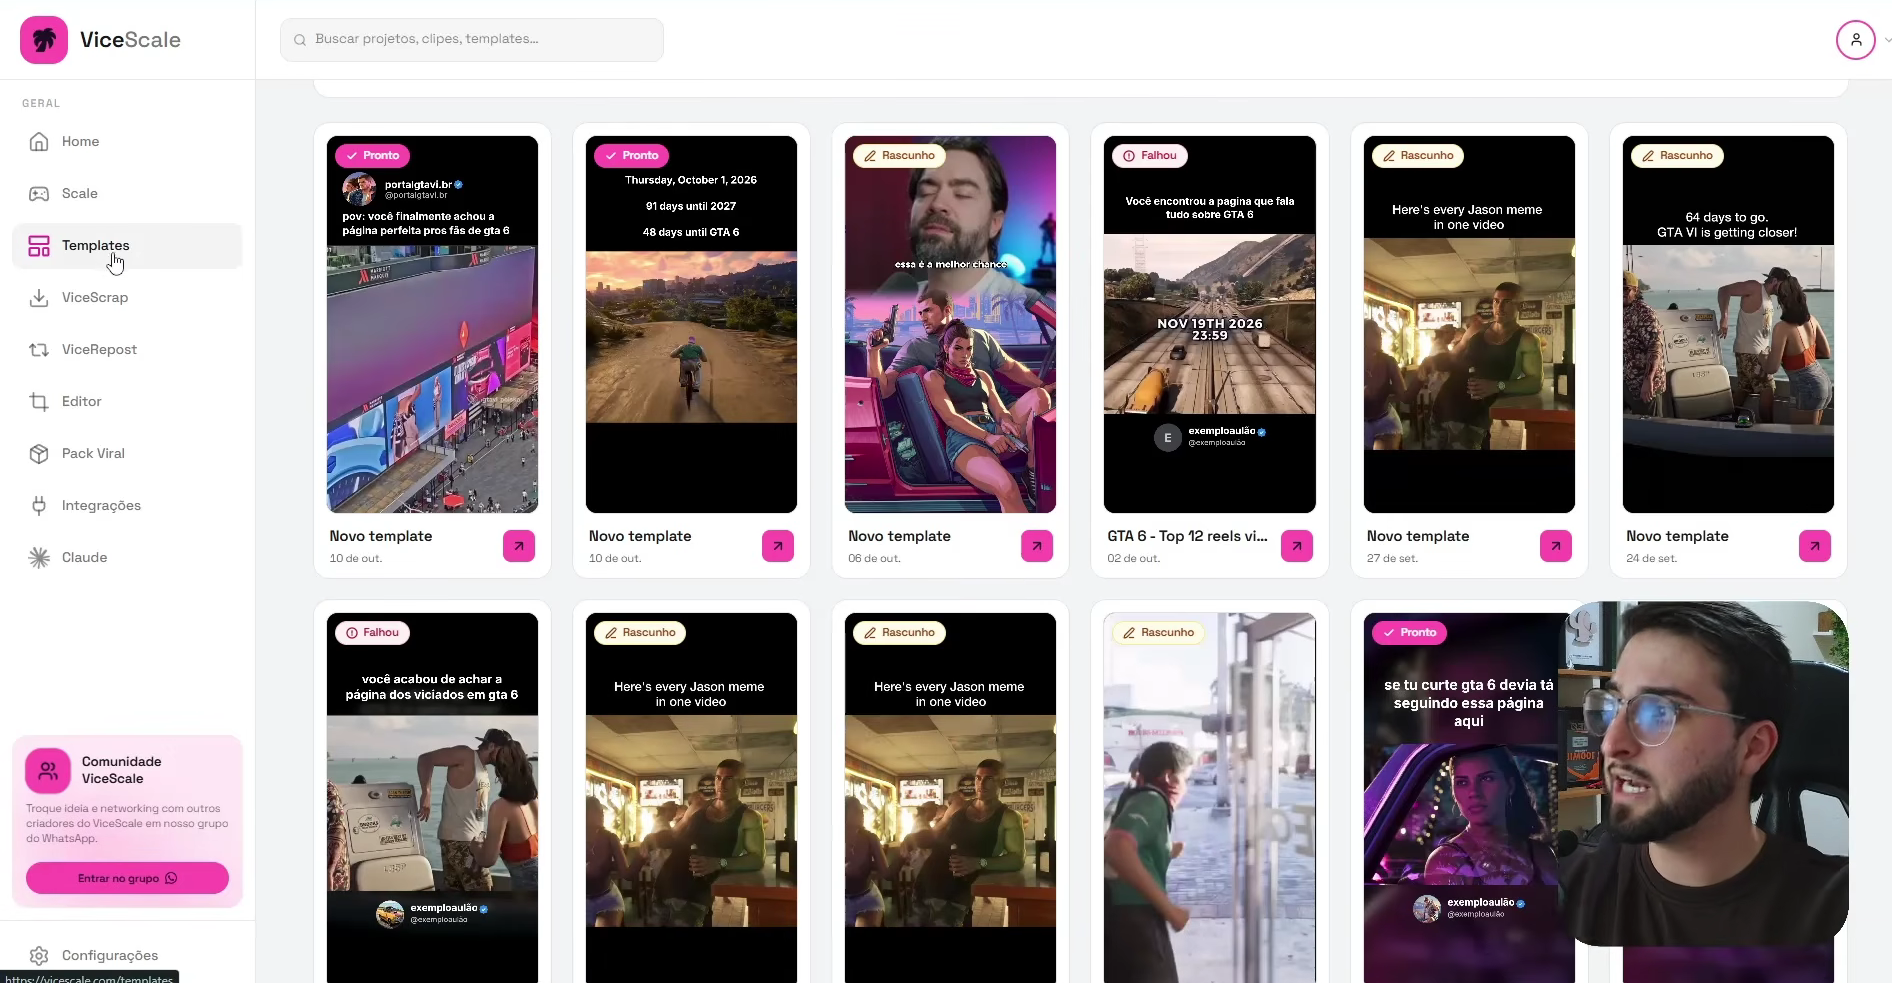 ViceScale
Buscar projetos, clipes, templates...
GERAL
Home
Scale
Templates
ViceScrap
ViceRepost
Editor
Pack Viral
Integrações
Claude
Comunidade
ViceScale
Troque ideia e networking com outros
criadores do ViceScale em nosso grupo
do WhatsApp.
Entrar no grupo
Configurações
https://vicescale.com/templates
Pronto
portalgtavi.br
@portalgtavi.br
pov: você finalmente achou a
página perfeita pros fãs de gta 6
Novo template
10 de out.
Pronto
Thursday, October 1, 2026
91 days until 2027
48 days until GTA 6
Novo template
10 de out.
Rascunho
essa é a melhor chance
Novo template
06 de out.
Falhou
Você encontrou a pagina que fala
tudo sobre GTA 6
NOV 19TH 2026
23:59
E
exemploaulão
@exemploaulão
GTA 6 - Top 12 reels vi...
02 de out.
Rascunho
Here's every Jason meme
in one video
Novo template
27 de set.
Rascunho
64 days to go.
GTA VI is getting closer!
Novo template
24 de set.
Falhou
você acabou de achar a
página dos viciados em gta 6
exemploaulão
@exemploaulão
Rascunho
Here's every Jason meme
in one video
Rascunho
Here's every Jason meme
in one video
Rascunho
Pronto
se tu curte gta 6 devia tá
seguindo essa página
aqui
exemploaulão
@exemploaulão